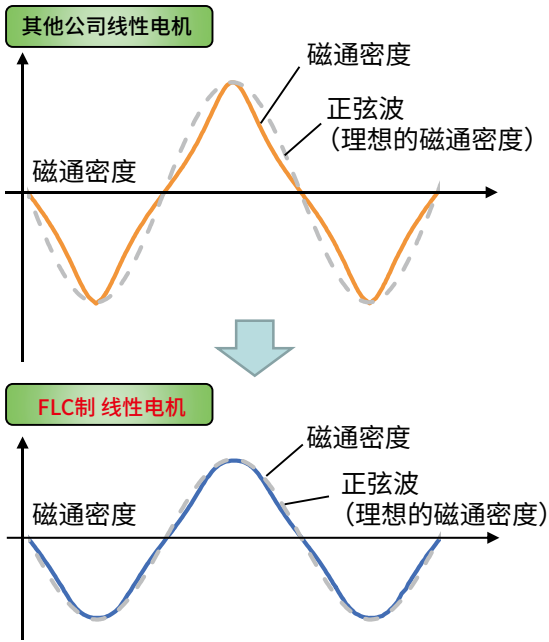 其他公司线性电机
磁通密度
正弦波
（理想的磁通密度）
磁通密度
FLC制 线性电机
磁通密度
正弦波
（理想的磁通密度）
磁通密度